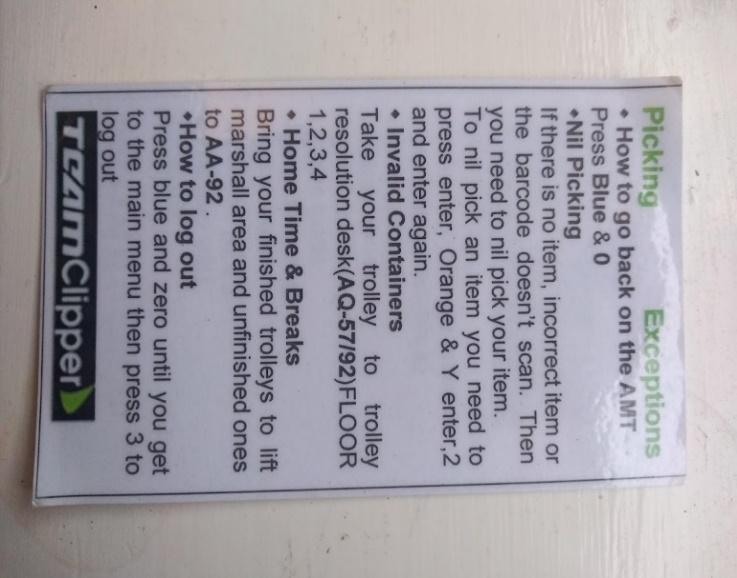 Picking Exceptions
• How to go back on the AMT
Press Blue & 0
•Nil Picking
If there is no item, incorrect item or
the barcode doesn't scan. Then
you need to nil pick your item.
To nil pick an item you need to
press enter, Orange & Y enter,2
and enter again.
• Invalid Containers
Take your trolley to trolley
resolution desk(AQ-57/92)FLOOR
1,2,3,4
• Home Time & Breaks
Bring your finished trolleys to lift
marshall area and unfinished ones
to AA-92 .
•How to log out
Press blue and zero until you get
to the main menu then press 3 to
log out
TEAMClipper